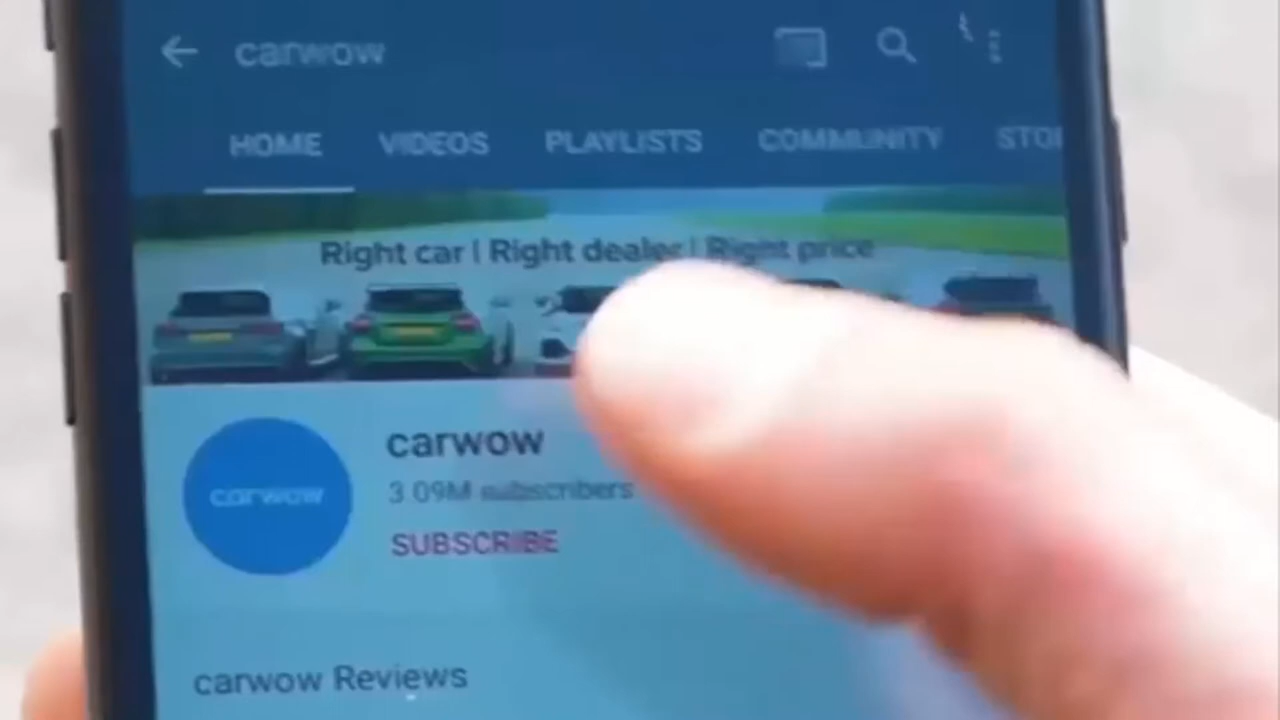 carwow
HOME VIDEOS PLAYLISTS COMMUNITY STOR
Right car | Right dealer | Right price
carwow
carwow
3.09M subscribers
SUBSCRIBE
carwow Reviews